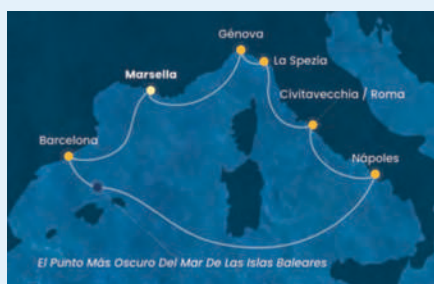 Génova
La Spezia
Marsella
Civitavecchia / Roma
Barcelona
Nápoles
El Punto Más Oscuro Del Mar De Las Islas Baleares